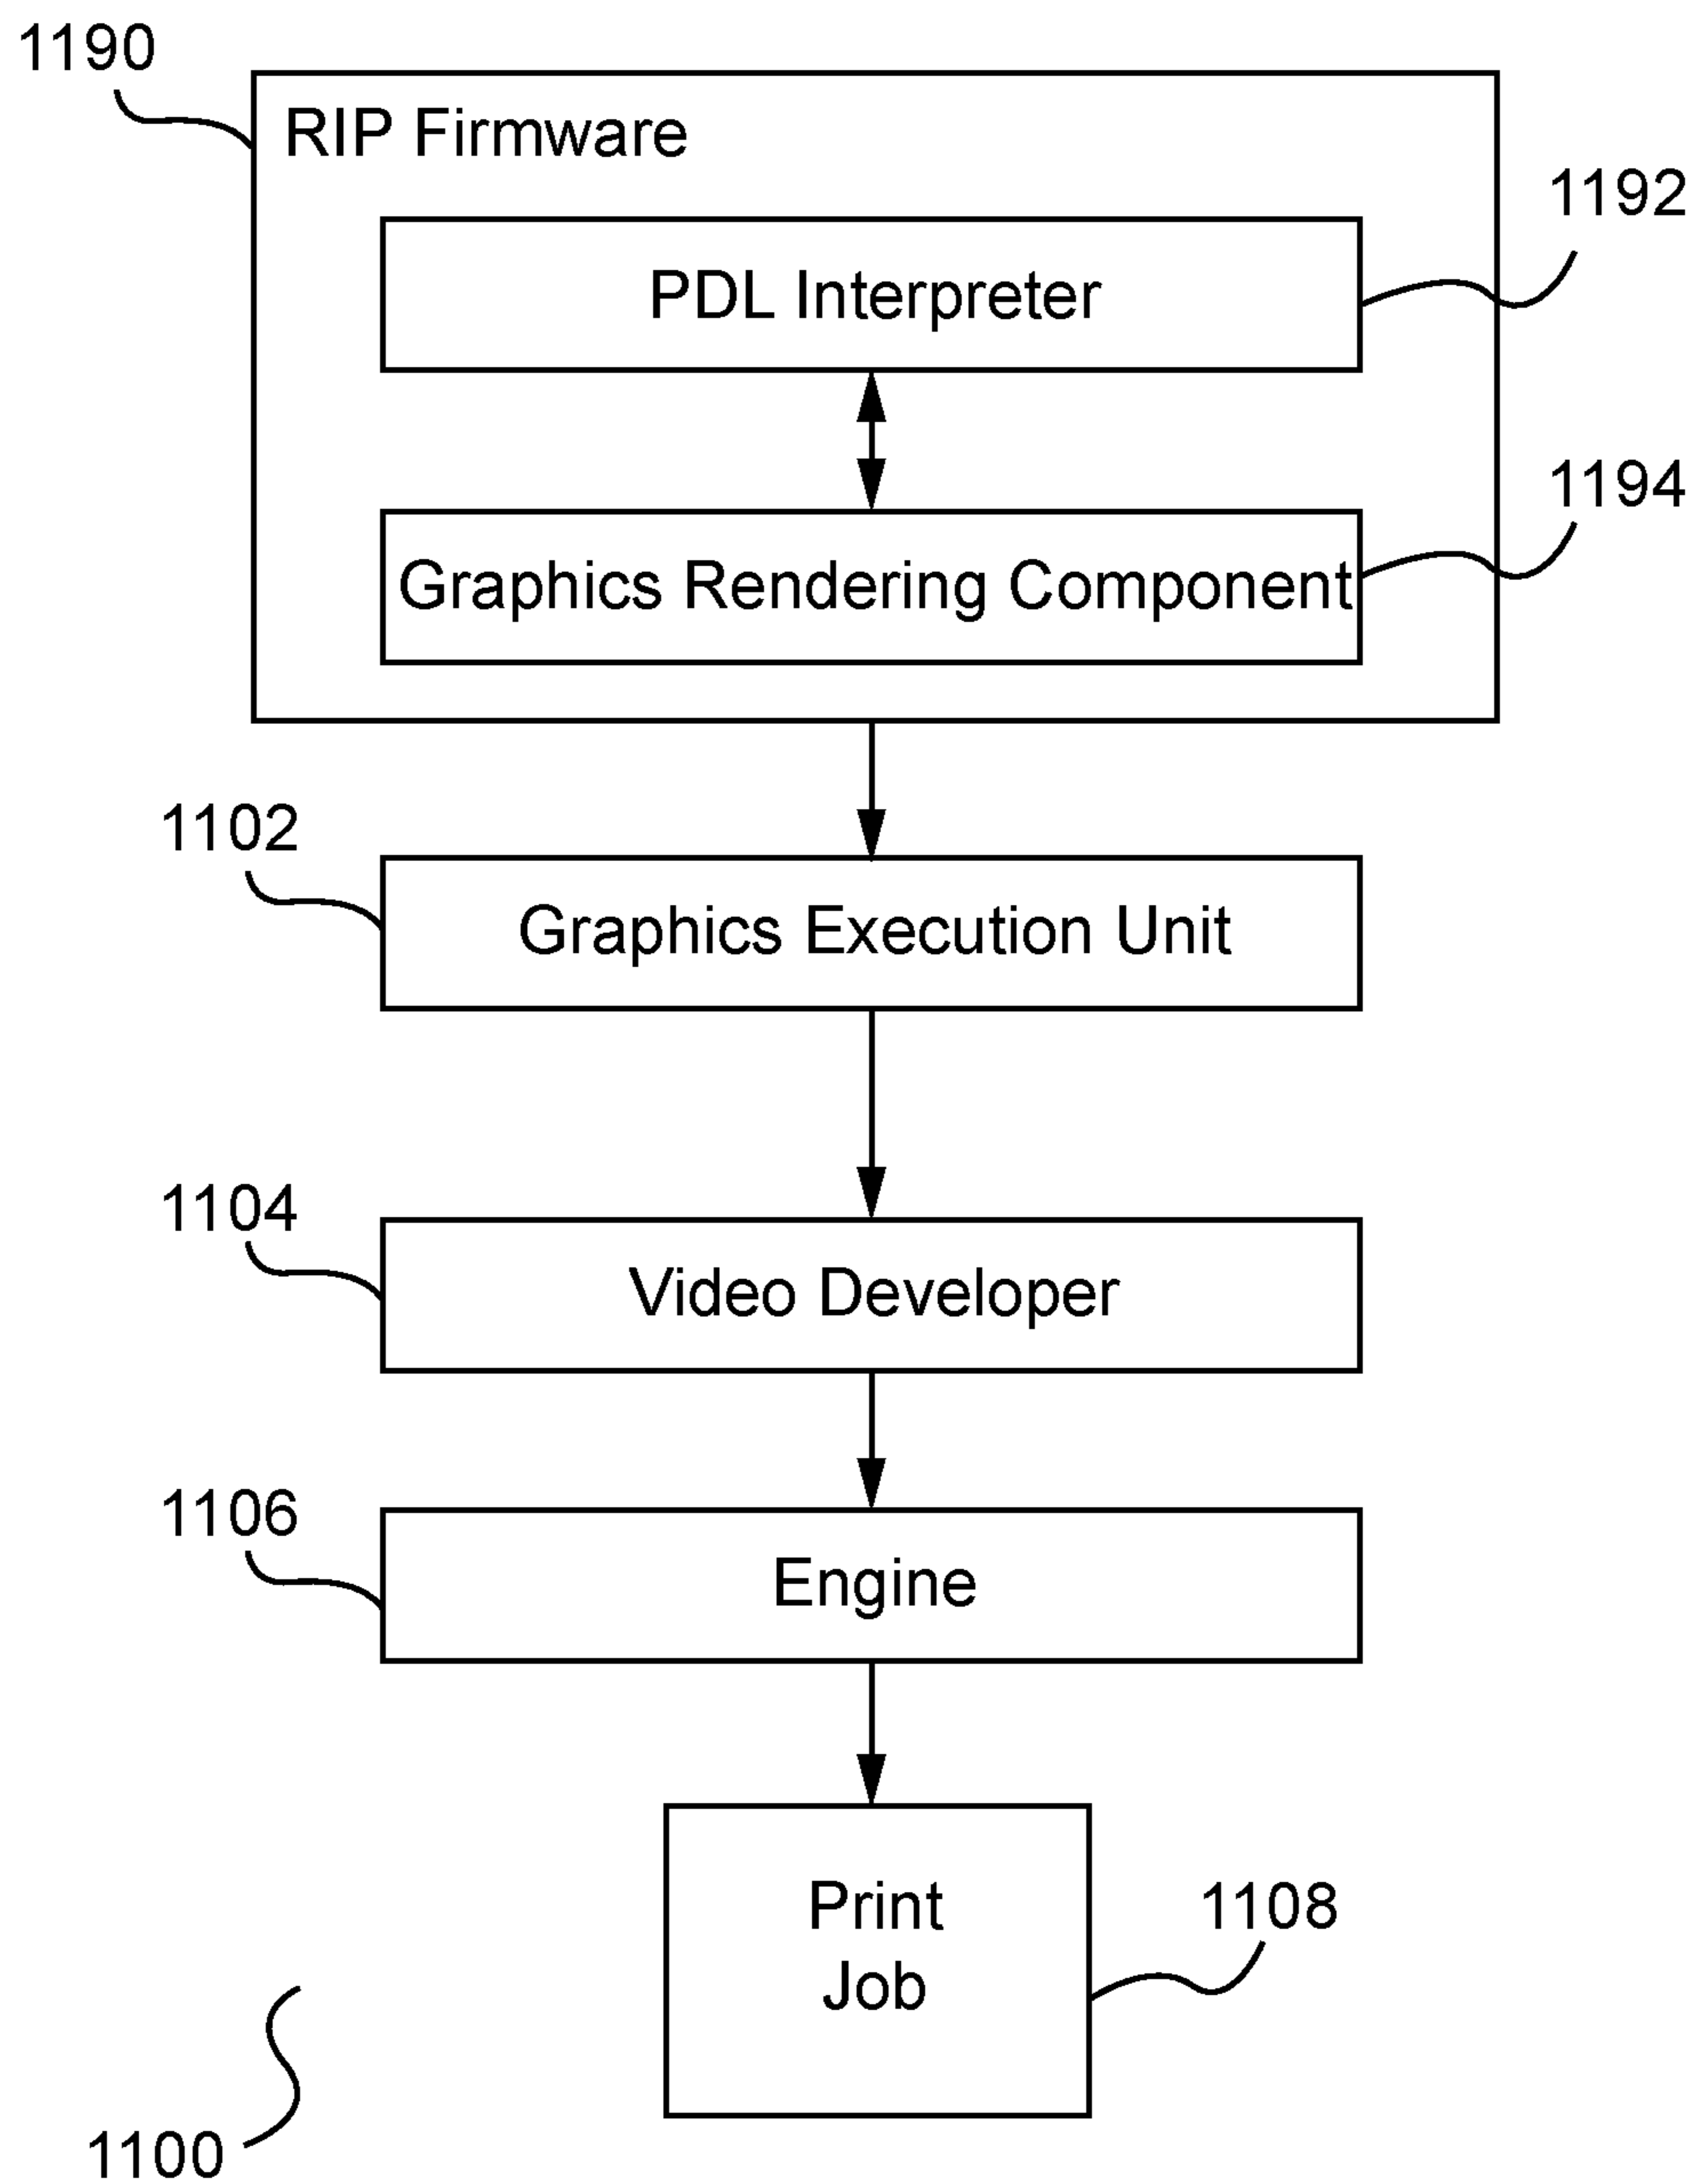 1190
RIP Firmware
1192
PDL Interpreter
1194
Graphics Rendering Component
1102
Graphics Execution Unit
1104
Video Developer
1106
Engine
Print
Job
1108
1100